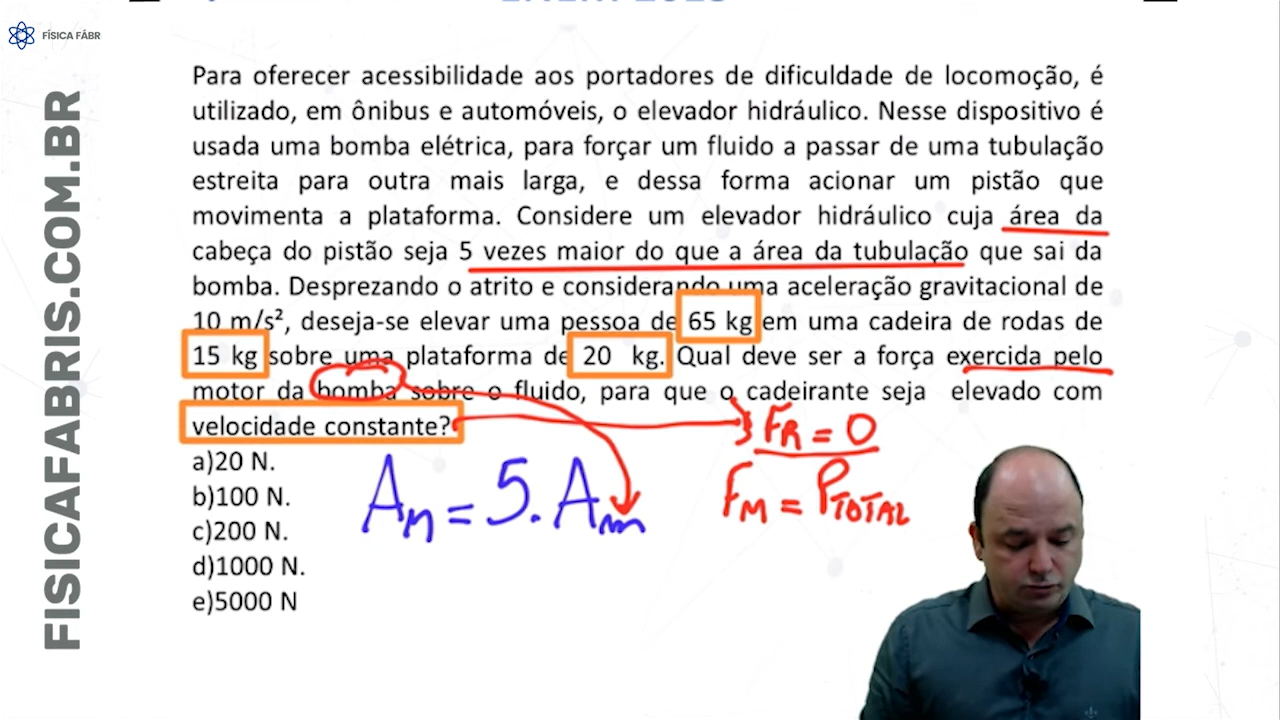 FÍSICA FÁBR
FISICAFABRIS.COM.BR
Para oferecer acessibilidade aos portadores de dificuldade de locomoção, é
utilizado, em ônibus e automóveis, o elevador hidráulico. Nesse dispositivo é
usada uma bomba elétrica, para forçar um fluido a passar de uma tubulação
estreita para outra mais larga, e dessa forma acionar um pistão que
movimenta a plataforma. Considere um elevador hidráulico cuja área da
cabeça do pistão seja 5 vezes maior do que a área da tubulação que sai da
bomba. Desprezando o atrito e considerando uma aceleração gravitacional de
10 m/s², deseja-se elevar uma pessoa de 65 kg em uma cadeira de rodas de
15 kg sobre uma plataforma de 20 kg. Qual deve ser a força exercida pelo
motor da bomba sobre o fluido, para que o cadeirante seja elevado com
velocidade constante?
FR = 0
a)20 N.
b)100 N.
AM = 5. Am
FM = PTOTAL
c)200 N.
d)1000 N.
e)5000 N